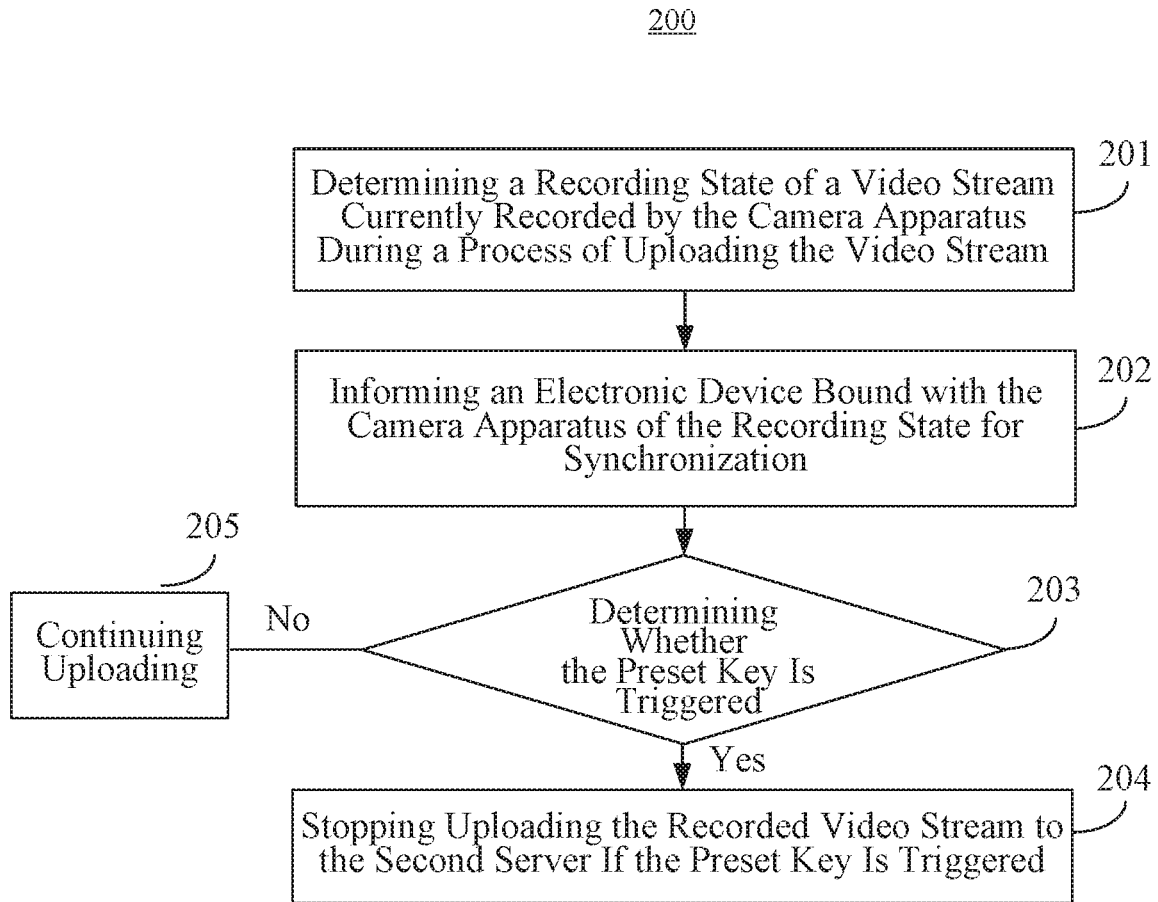 200
201
Determining a Recording State of a Video Stream
Currently Recorded by the Camera Apparatus
During a Process of Uploading the Video Stream
202
Informing an Electronic Device Bound with the
Camera Apparatus of the Recording State for
Synchronization
205
Continuing
Uploading
No
203
Determining
Whether
the Preset Key Is
Triggered
Yes
204
Stopping Uploading the Recorded Video Stream to
the Second Server If the Preset Key Is Triggered